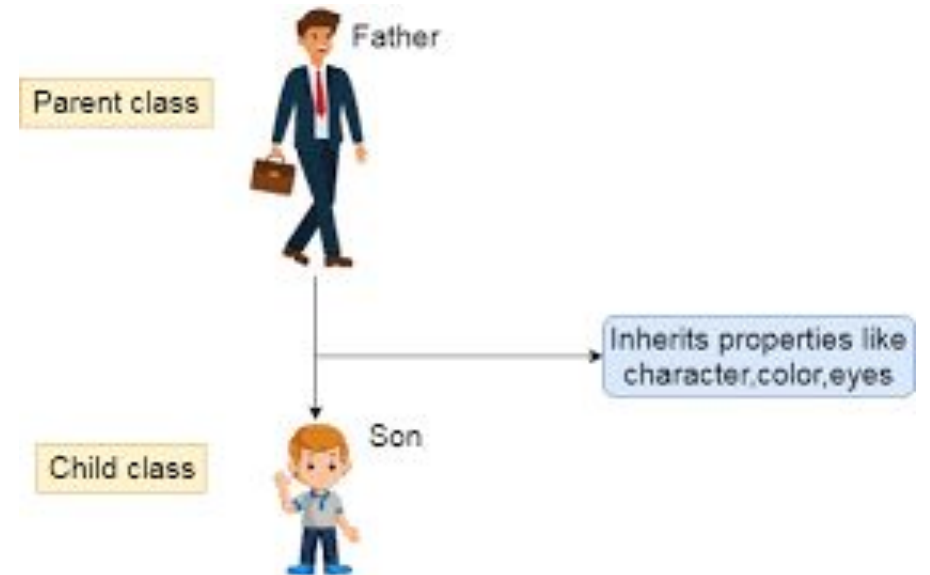 Father
Parent class
Inherits properties like
character,color,eyes
Son
Child class